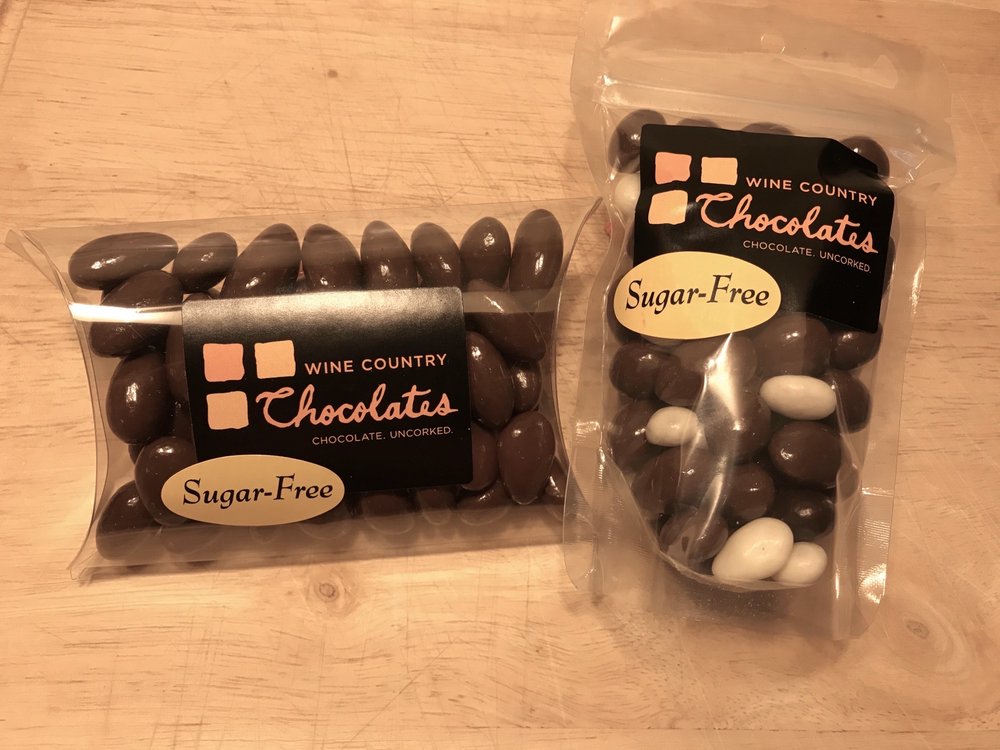 WINE COUNTRY
Chocolates
CHOCOLATE. UNCORKED.
Sugar-Free
WINE COUNTRY
Chocolates
CHOCOLATE. UNCORKED.
Sugar-Free